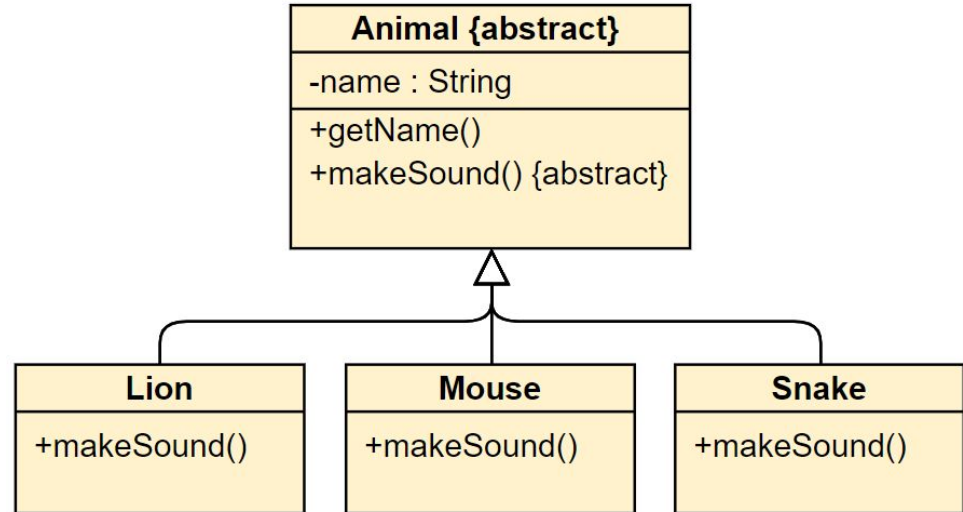 Animal {abstract}
-name : String
+getName()
+makeSound() {abstract}
Lion
+makeSound()
Mouse
+makeSound()
Snake
+makeSound()